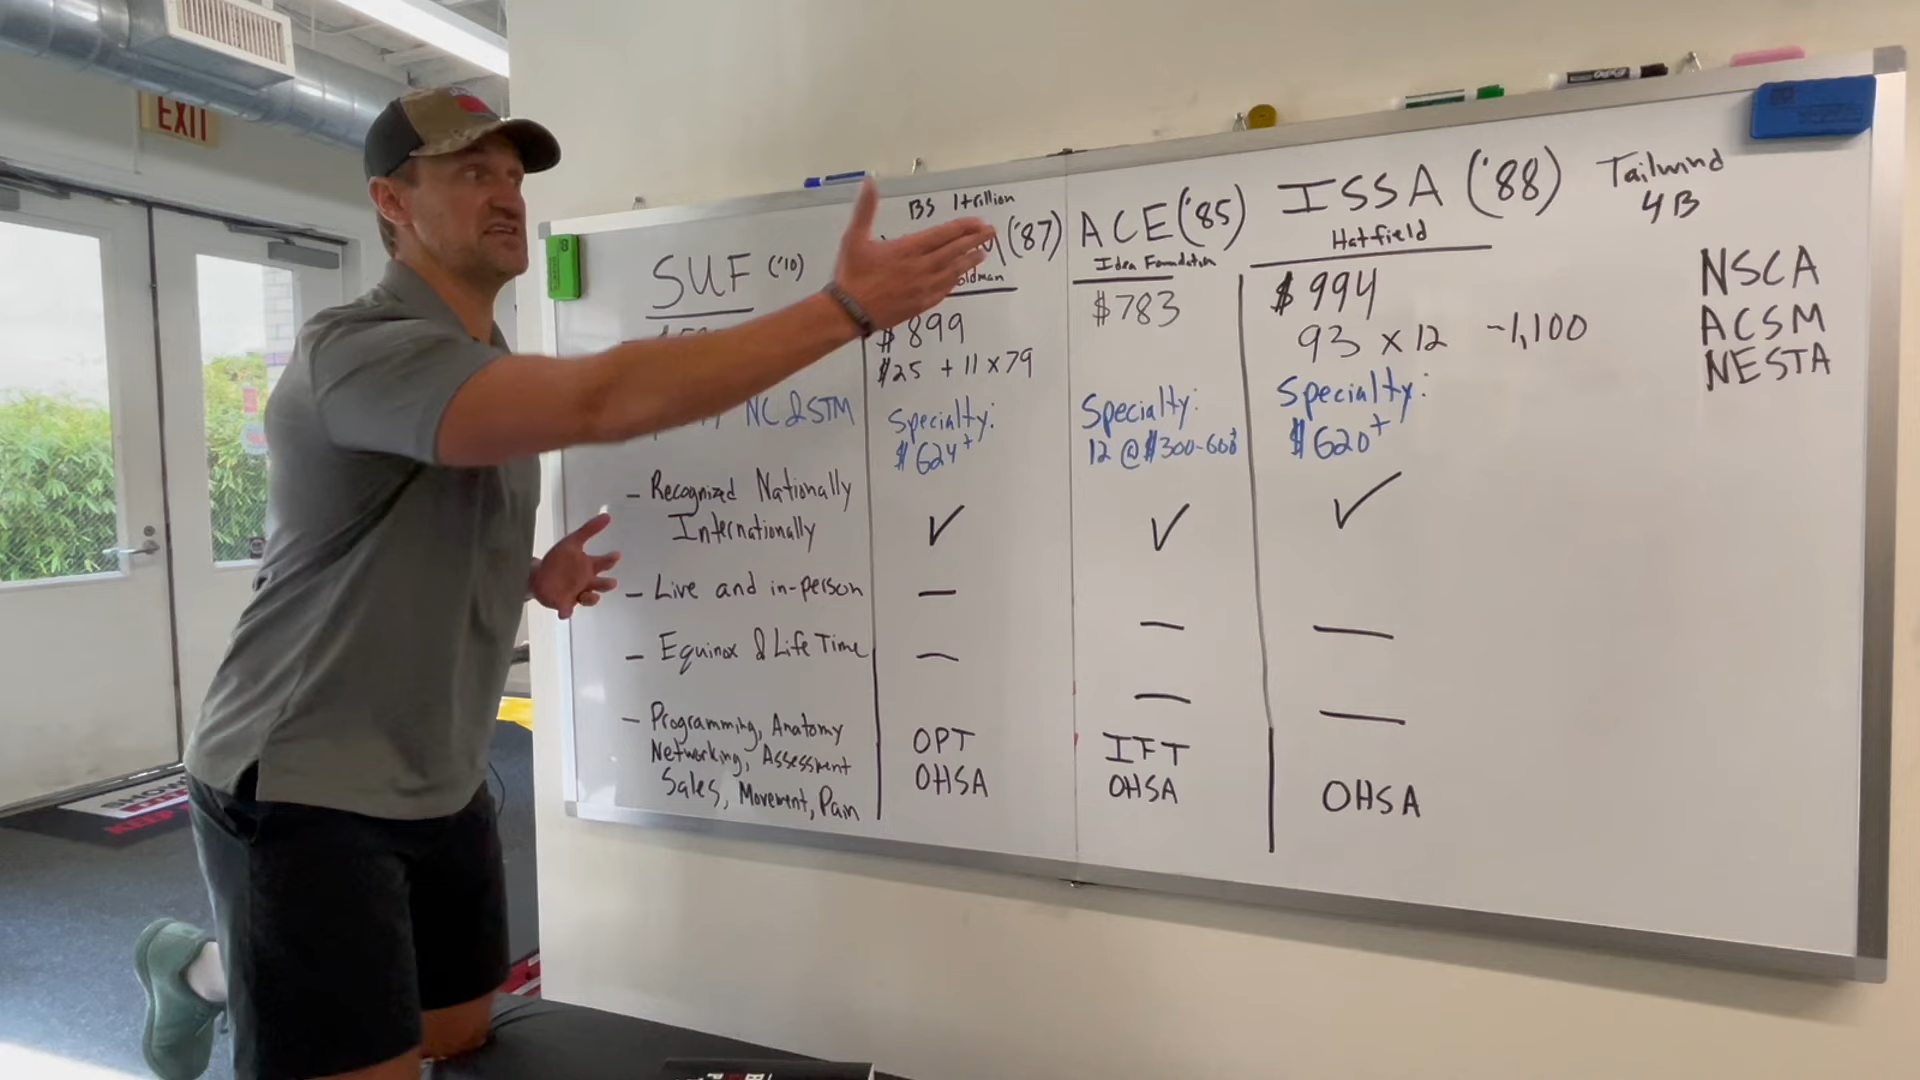 EXIT
BS 1trillion
SUF ('10)
('87)
$899
$25 + 11 x 79
NC & STM
Specialty:
$624+
- Recognized Nationally
Internationally
✓
- Live and in-person
—
- Equinox & Life Time
—
- Programming, Anatomy
Networking, Assessment
Sales, Movement, Pain
OPT
OHSA
ACE ('85)
Idea Foundation
$783
Specialty:
12 @ $300-600
✓
—
—
IFT
OHSA
ISSA ('88)
Hatfield
$994
93 x 12 ~1,100
Specialty:
$620+
✓
—
—
OHSA
Tailwind
4B
NSCA
ACSM
NESTA